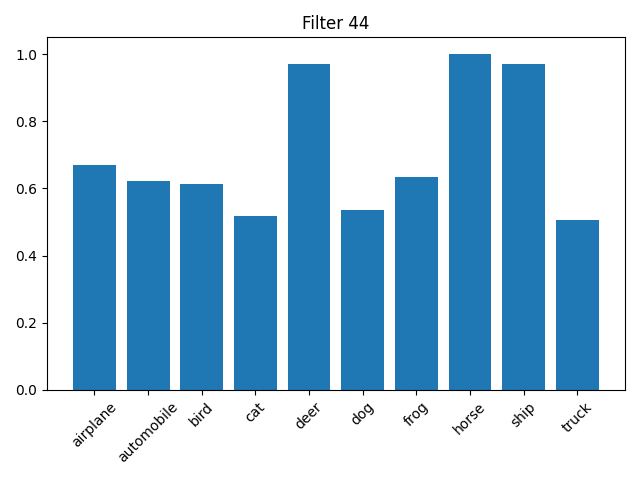 Filter 44
1.0
0.8
0.6
0.4
0.2
0.0
airplane
automobile
bird
cat
deer
dog
frog
horse
ship
truck